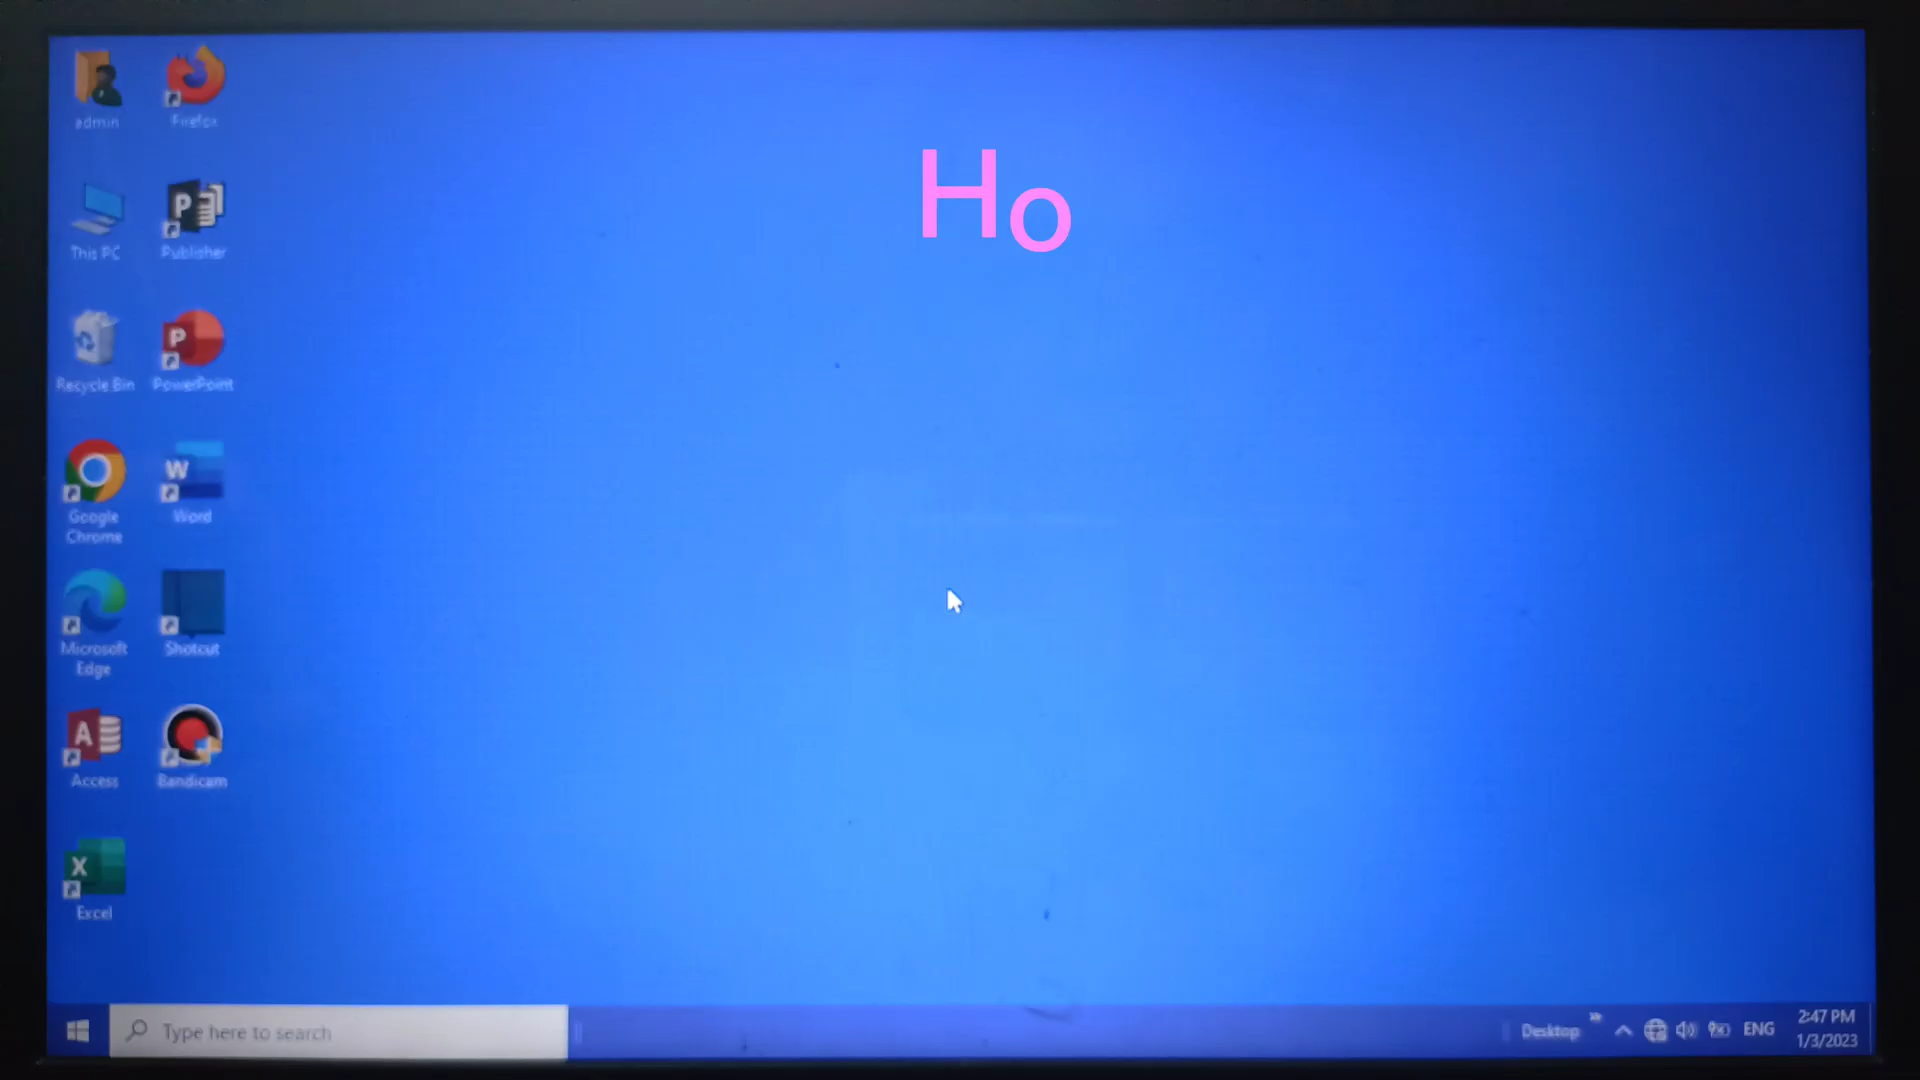 Ho
admin
Firefox
This PC
Publisher
Recycle Bin
PowerPoint
Google
Chrome
Word
Microsoft
Edge
Shotcut
Access
Bandicam
Excel
Type here to search
Desktop
ENG
2:47 PM
1/3/2023